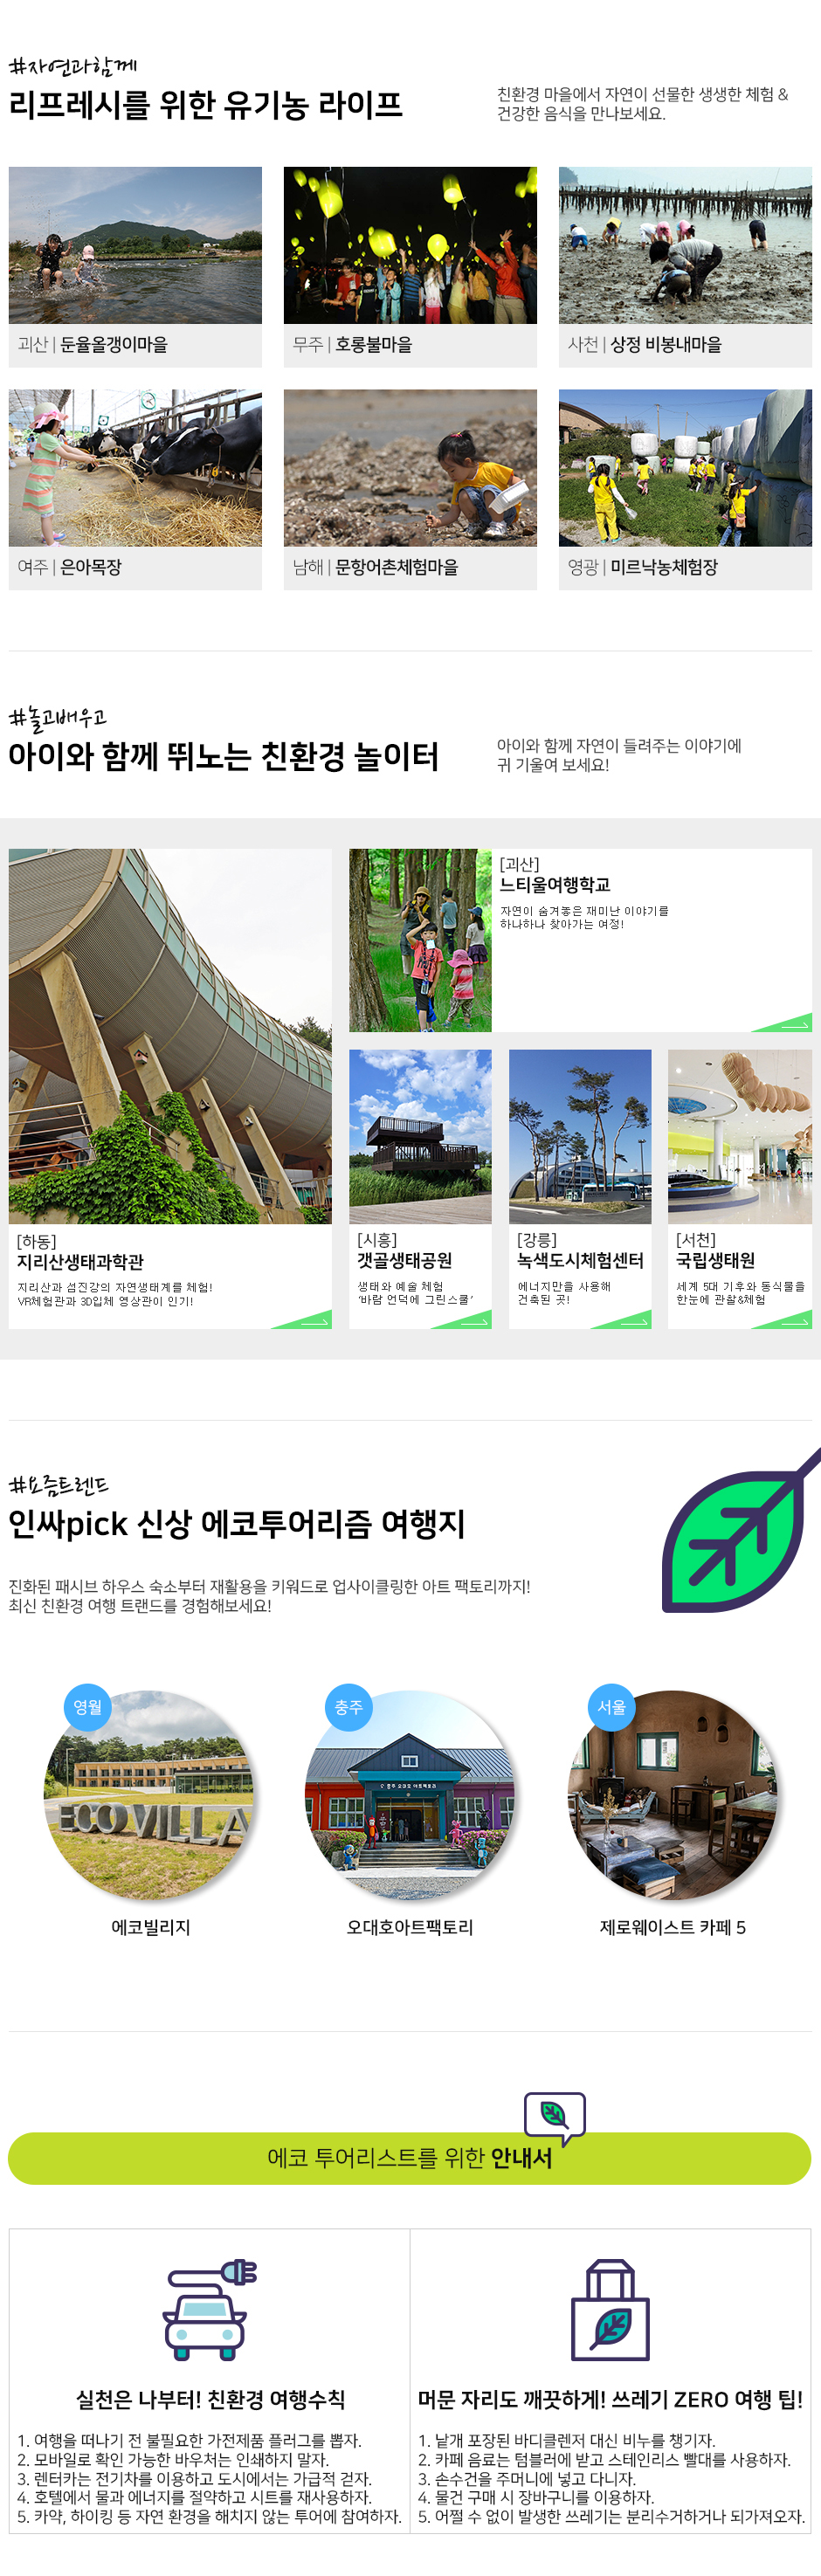 #자연과함께
리프레시를 위한 유기농 라이프
친환경 마을에서 자연이 선물한 생생한 체험 &
건강한 음식을 만나보세요.
괴산 | 둔율올갱이마을
무주 | 호롱불마을
사천 | 상정 비봉내마을
여주 | 은아목장
남해 | 문항어촌체험마을
영광 | 미르낙농체험장
#놀고배우고
아이와 함께 뛰노는 친환경 놀이터
아이와 함께 자연이 들려주는 이야기에
귀 기울여 보세요!
[괴산]
느티울여행학교
자연이 숨겨놓은 재미난 이야기를
하나하나 찾아가는 여정!
[하동]
지리산생태과학관
지리산과 섬진강의 자연생태계를 체험!
VR체험관과 3D입체 영상관이 인기!
[시흥]
갯골생태공원
생태와 예술 체험
‘바람 언덕에 그린스쿨’
[강릉]
녹색도시체험센터
에너지만을 사용해
건축된 곳!
[서천]
국립생태원
세계 5대 기후와 동식물을
한눈에 관찰&체험
#요즘트렌드
인싸pick 신상 에코투어리즘 여행지
진화된 패시브 하우스 숙소부터 재활용을 키워드로 업사이클링한 아트 팩토리까지!
최신 친환경 여행 트랜드를 경험해보세요!
영월
충주
서울
ECO VILLA
충주 오대호 아트팩토리
에코빌리지
오대호아트팩토리
제로웨이스트 카페 5
에코 투어리스트를 위한 안내서
실천은 나부터! 친환경 여행수칙
1. 여행을 떠나기 전 불필요한 가전제품 플러그를 뽑자.
2. 모바일로 확인 가능한 바우처는 인쇄하지 말자.
3. 렌터카는 전기차를 이용하고 도시에서는 가급적 걷자.
4. 호텔에서 물과 에너지를 절약하고 시트를 재사용하자.
5. 카약, 하이킹 등 자연 환경을 해치지 않는 투어에 참여하자.
머문 자리도 깨끗하게! 쓰레기 ZERO 여행 팁!
1. 낱개 포장된 바디클렌저 대신 비누를 챙기자.
2. 카페 음료는 텀블러에 받고 스테인리스 빨대를 사용하자.
3. 손수건을 주머니에 넣고 다니자.
4. 물건 구매 시 장바구니를 이용하자.
5. 어쩔 수 없이 발생한 쓰레기는 분리수거하거나 되가져오자.